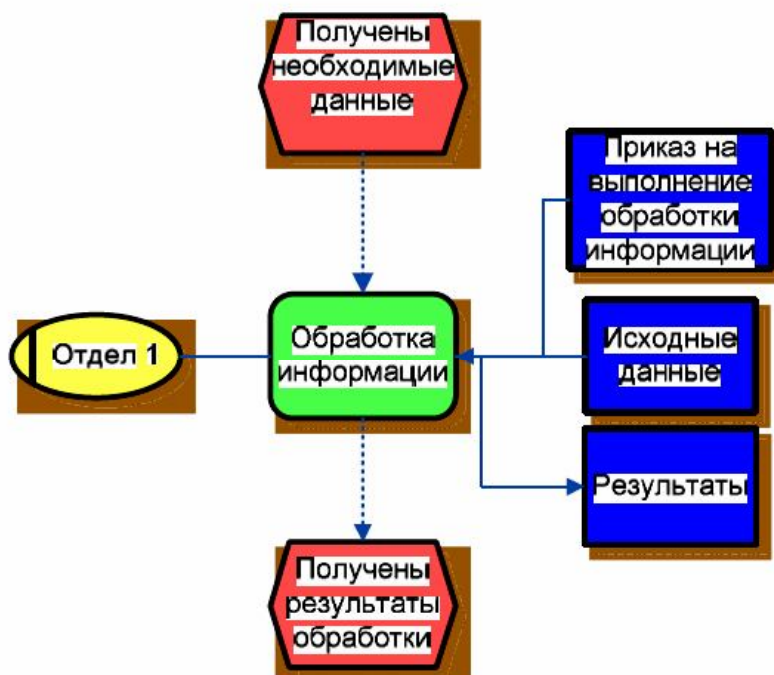 Получены
необходимые
данные
Приказ на
выполнение
обработки
информации
Отдел 1
Обработка
информации
Исходные
данные
Результаты
Получены
результаты
обработки